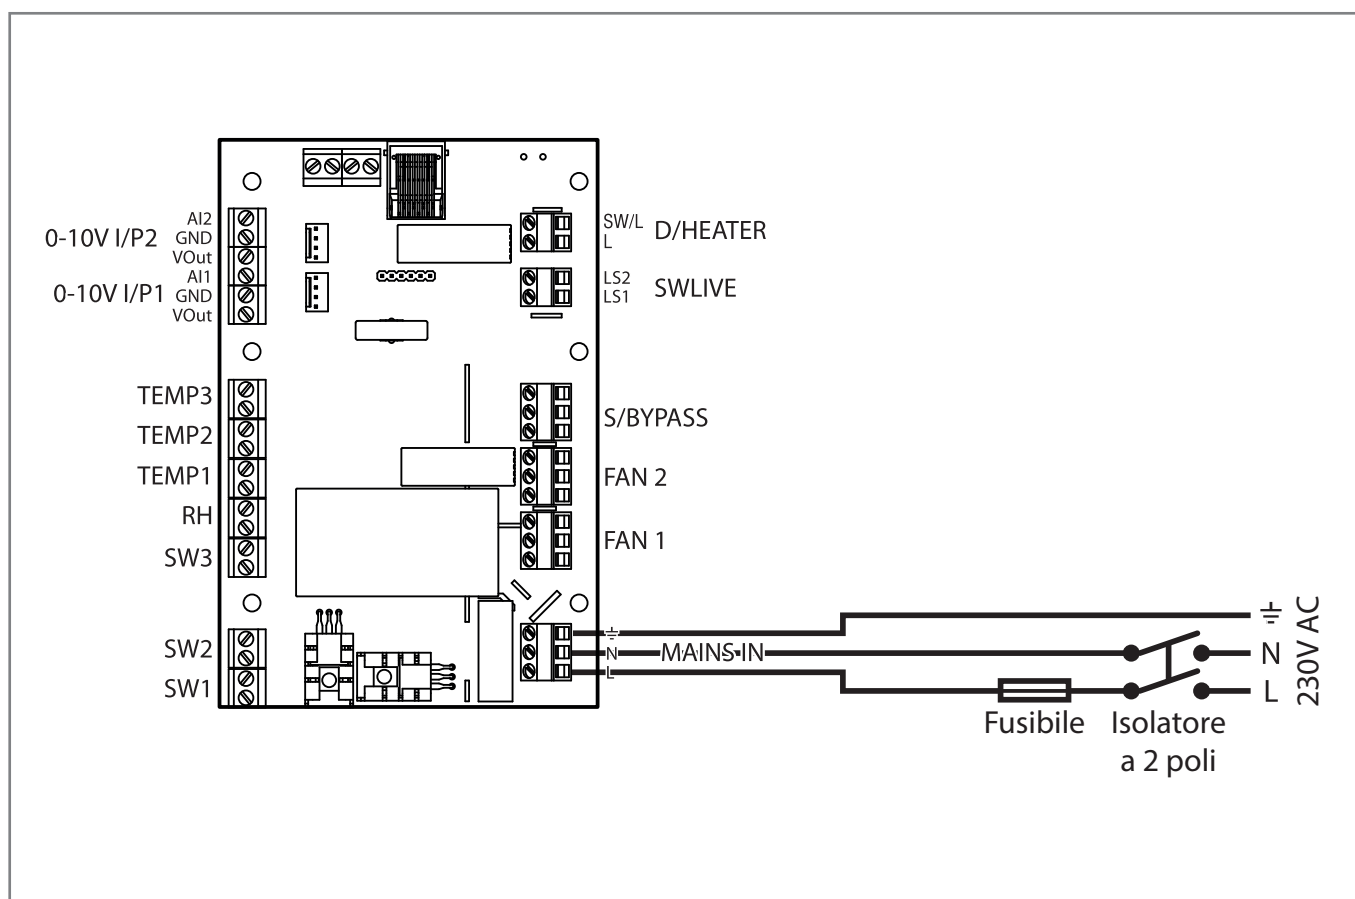 AI2
0-10V I/P2
GND
VOut
AI1
0-10V I/P1
GND
VOut
TEMP3
TEMP2
TEMP1
RH
SW3
SW2
SW1
SW/L
D/HEATER
L
LS2
SWLIVE
LS1
S/BYPASS
FAN 2
FAN 1
N
MAINS IN
L
N
L
230V AC
Fusibile
Isolatore
a 2 poli